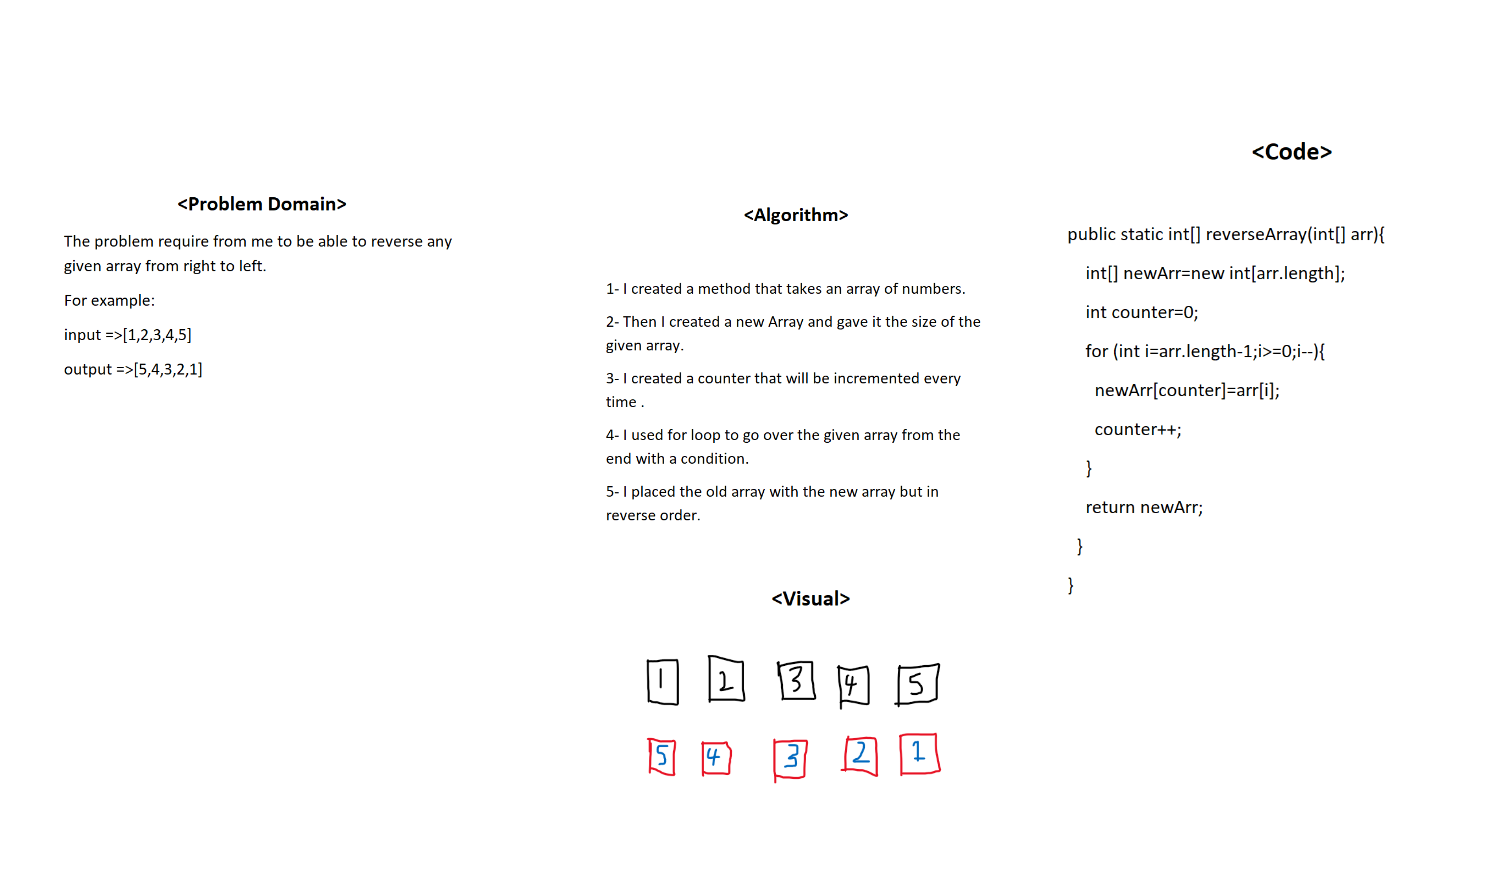 <Problem Domain>
The problem require from me to be able to reverse any
given array from right to left.
For example:
input =>[1,2,3,4,5]
output =>[5,4,3,2,1]
<Algorithm>
1- I created a method that takes an array of numbers.
2- Then I created a new Array and gave it the size of the
given array.
3- I created a counter that will be incremented every
time .
4- I used for loop to go over the given array from the
end with a condition.
5- I placed the old array with the new array but in
reverse order.
<Visual>
1 2 3 4 5
5 4 3 2 1
<Code>
public static int[] reverseArray(int[] arr){
int[] newArr=new int[arr.length];
int counter=0;
for (int i=arr.length-1;i>=0;i--){
newArr[counter]=arr[i];
counter++;
}
return newArr;
}
}